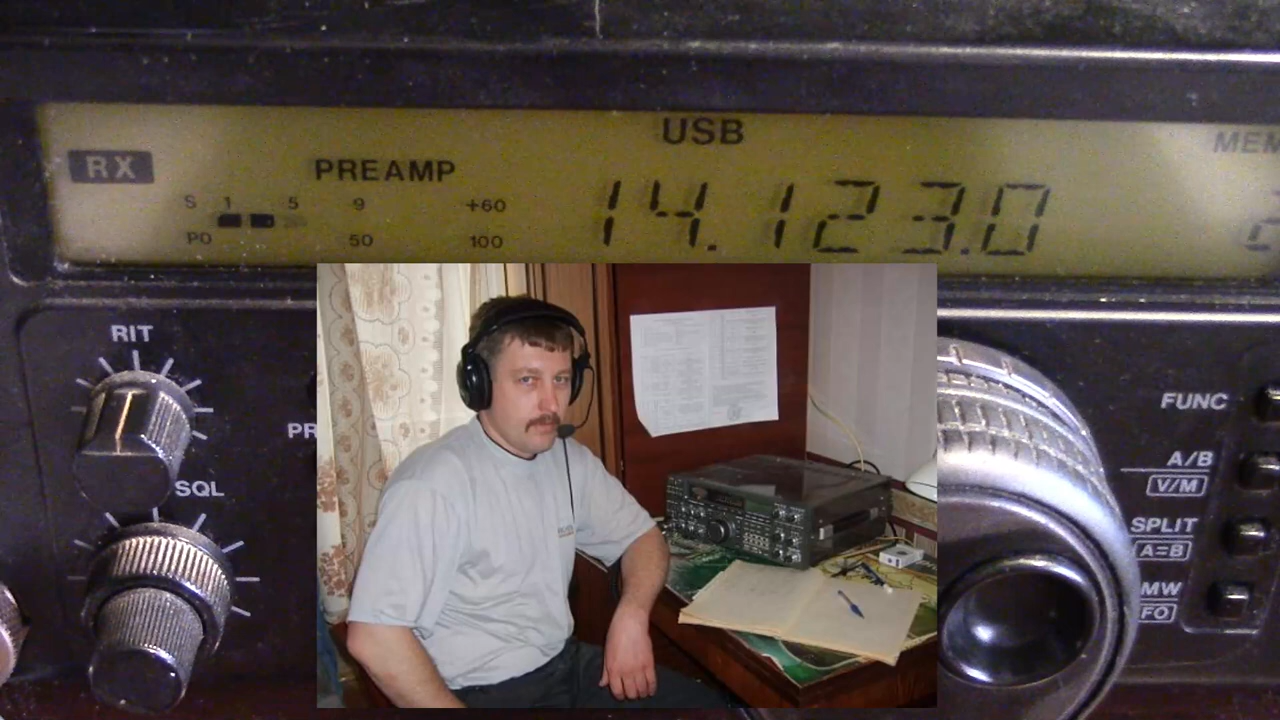 USB
MEM
RX
PREAMP
S 1 5 9 +60
14.123.0
PO 50 100
RIT
PR
SQL
FUNC
A/B
V/M
SPLIT
A=B
MW
FO